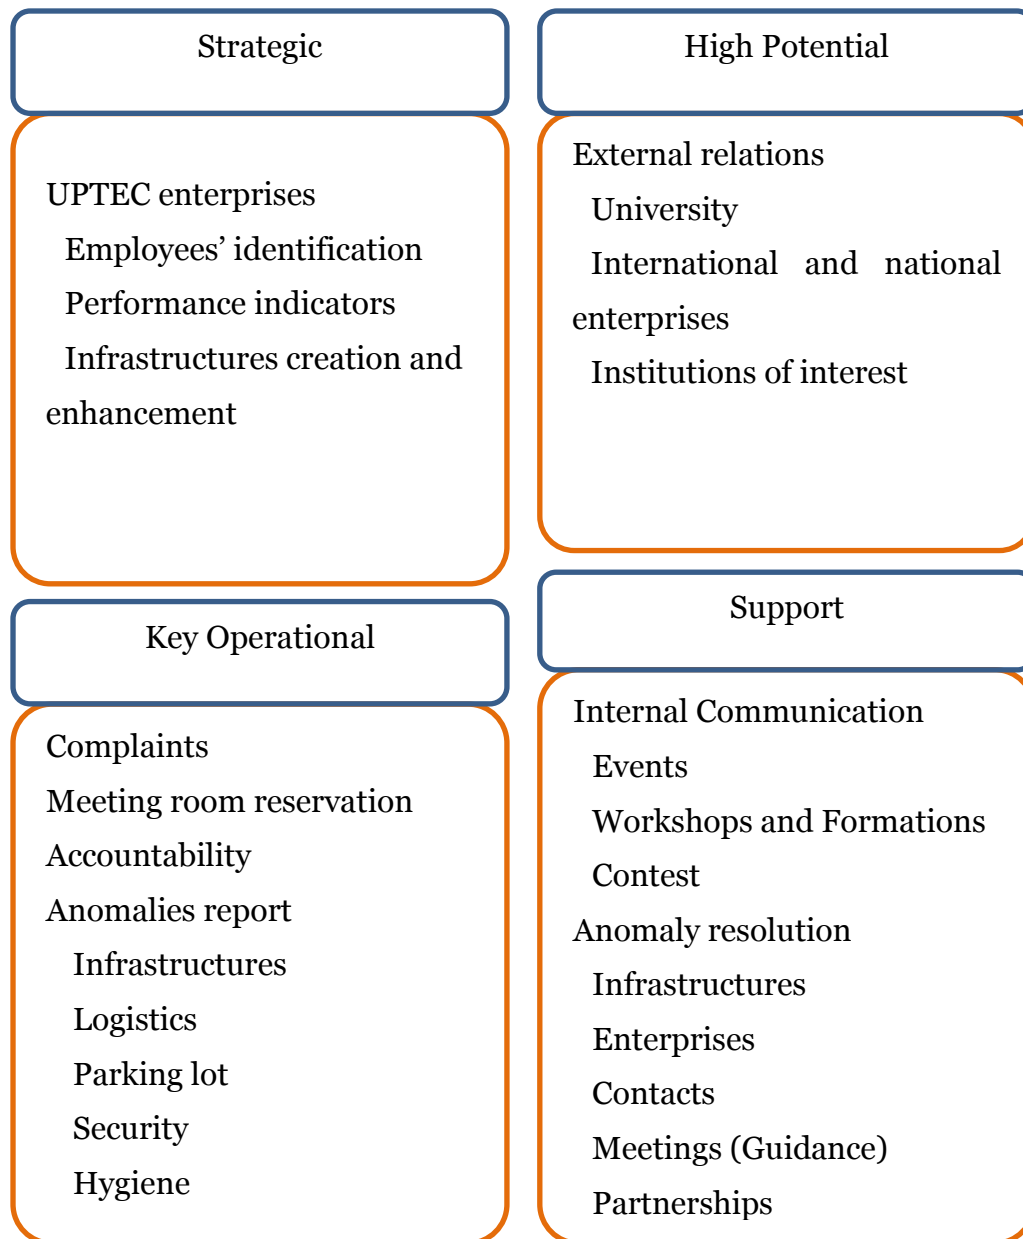 Strategic
UPTEC enterprises
Employees’ identification
Performance indicators
Infrastructures creation and
enhancement
High Potential
External relations
University
International and national
enterprises
Institutions of interest
Key Operational
Complaints
Meeting room reservation
Accountability
Anomalies report
Infrastructures
Logistics
Parking lot
Security
Hygiene
Support
Internal Communication
Events
Workshops and Formations
Contest
Anomaly resolution
Infrastructures
Enterprises
Contacts
Meetings (Guidance)
Partnerships